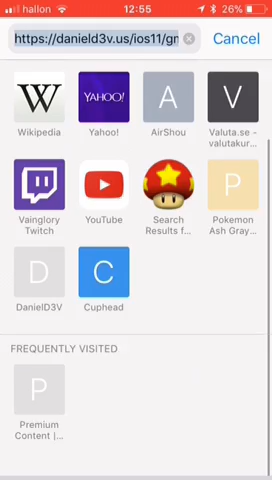 hallon 12:55 26%
https://danield3v.us/ios11/gn Cancel
W YAHOO! A V
Wikipedia Yahoo! AirShou Valuta.se - valutakur...
P
Vainglory Twitch YouTube Search Results f... Pokemon Ash Gray...
D C
DanielD3V Cuphead
FREQUENTLY VISITED
P
Premium
Content |...